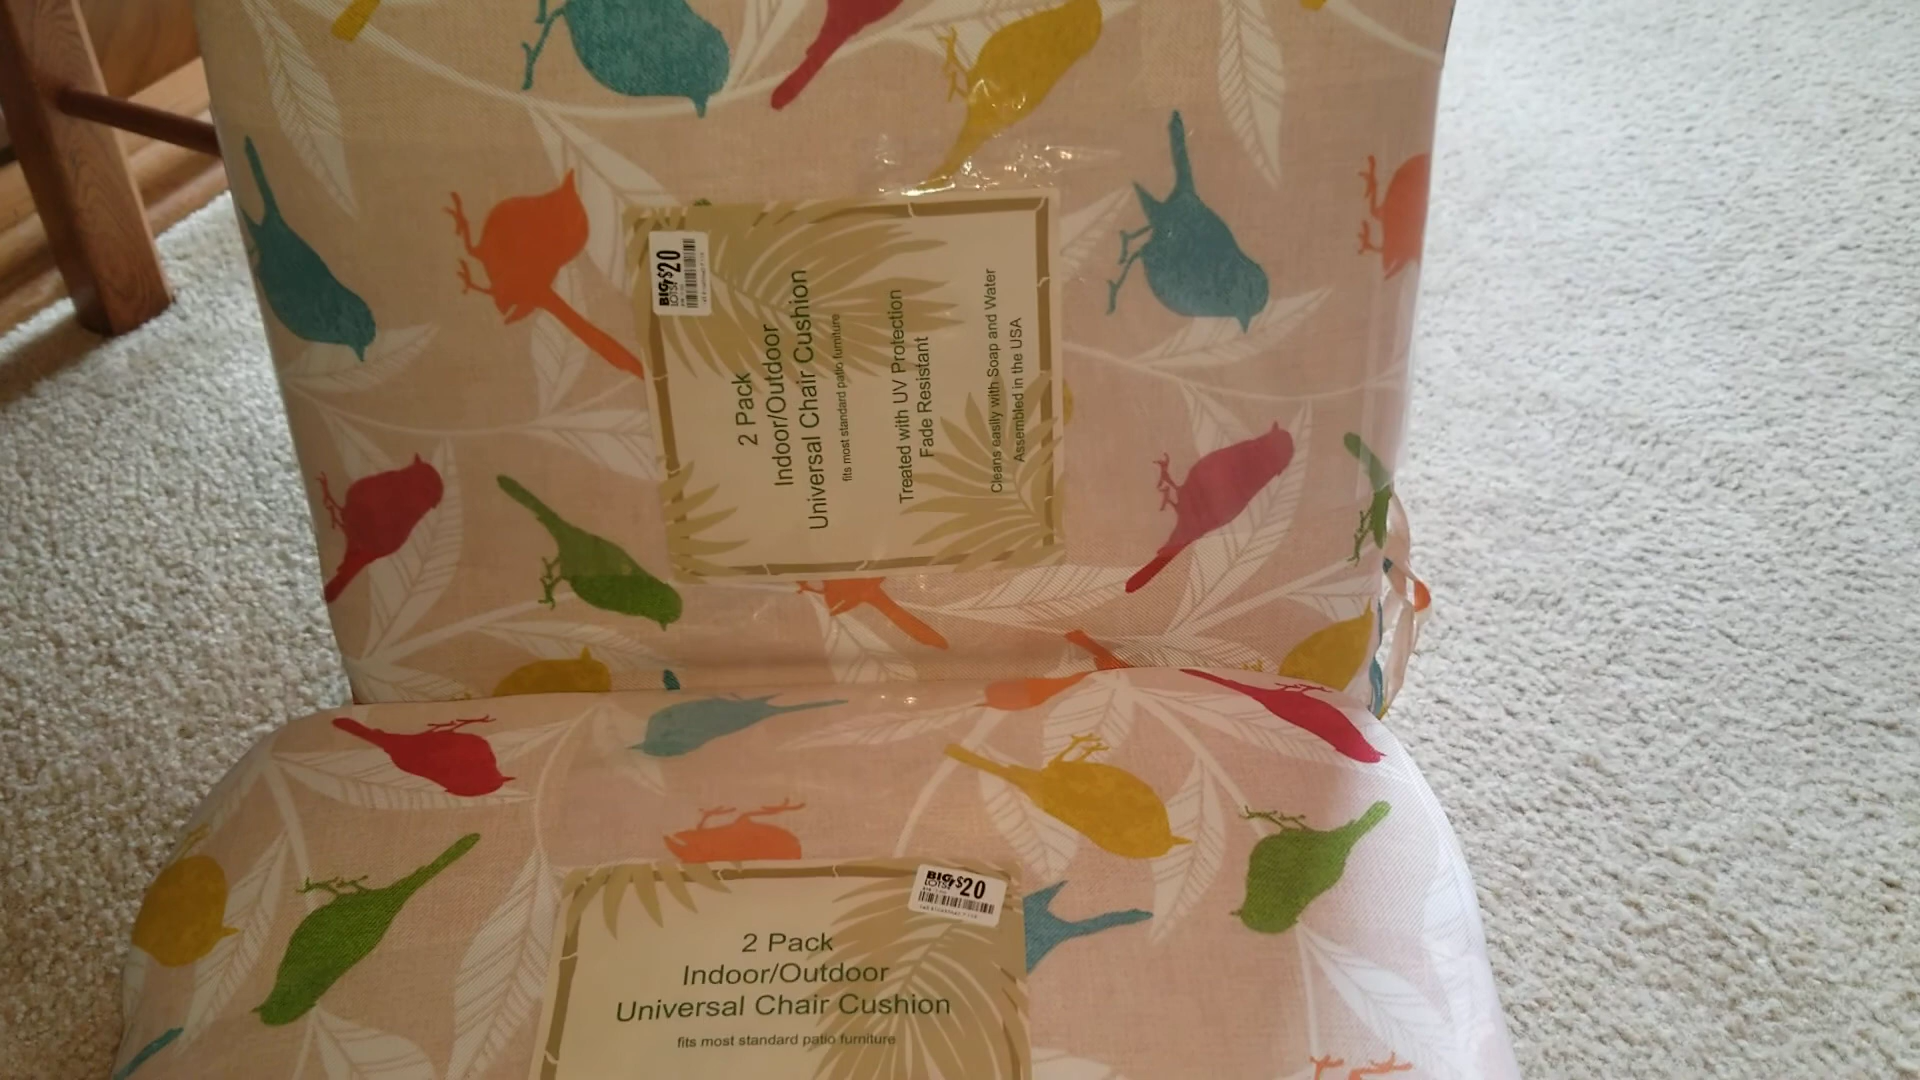 BIG LOTS! $20
2 Pack
Indoor/Outdoor
Universal Chair Cushion
fits most standard patio furniture
Treated with UV Protection
Fade Resistant
Cleans easily with Soap and Water
Assembled in the USA
BIG LOTS! $20
2 Pack
Indoor/Outdoor
Universal Chair Cushion
fits most standard patio furniture